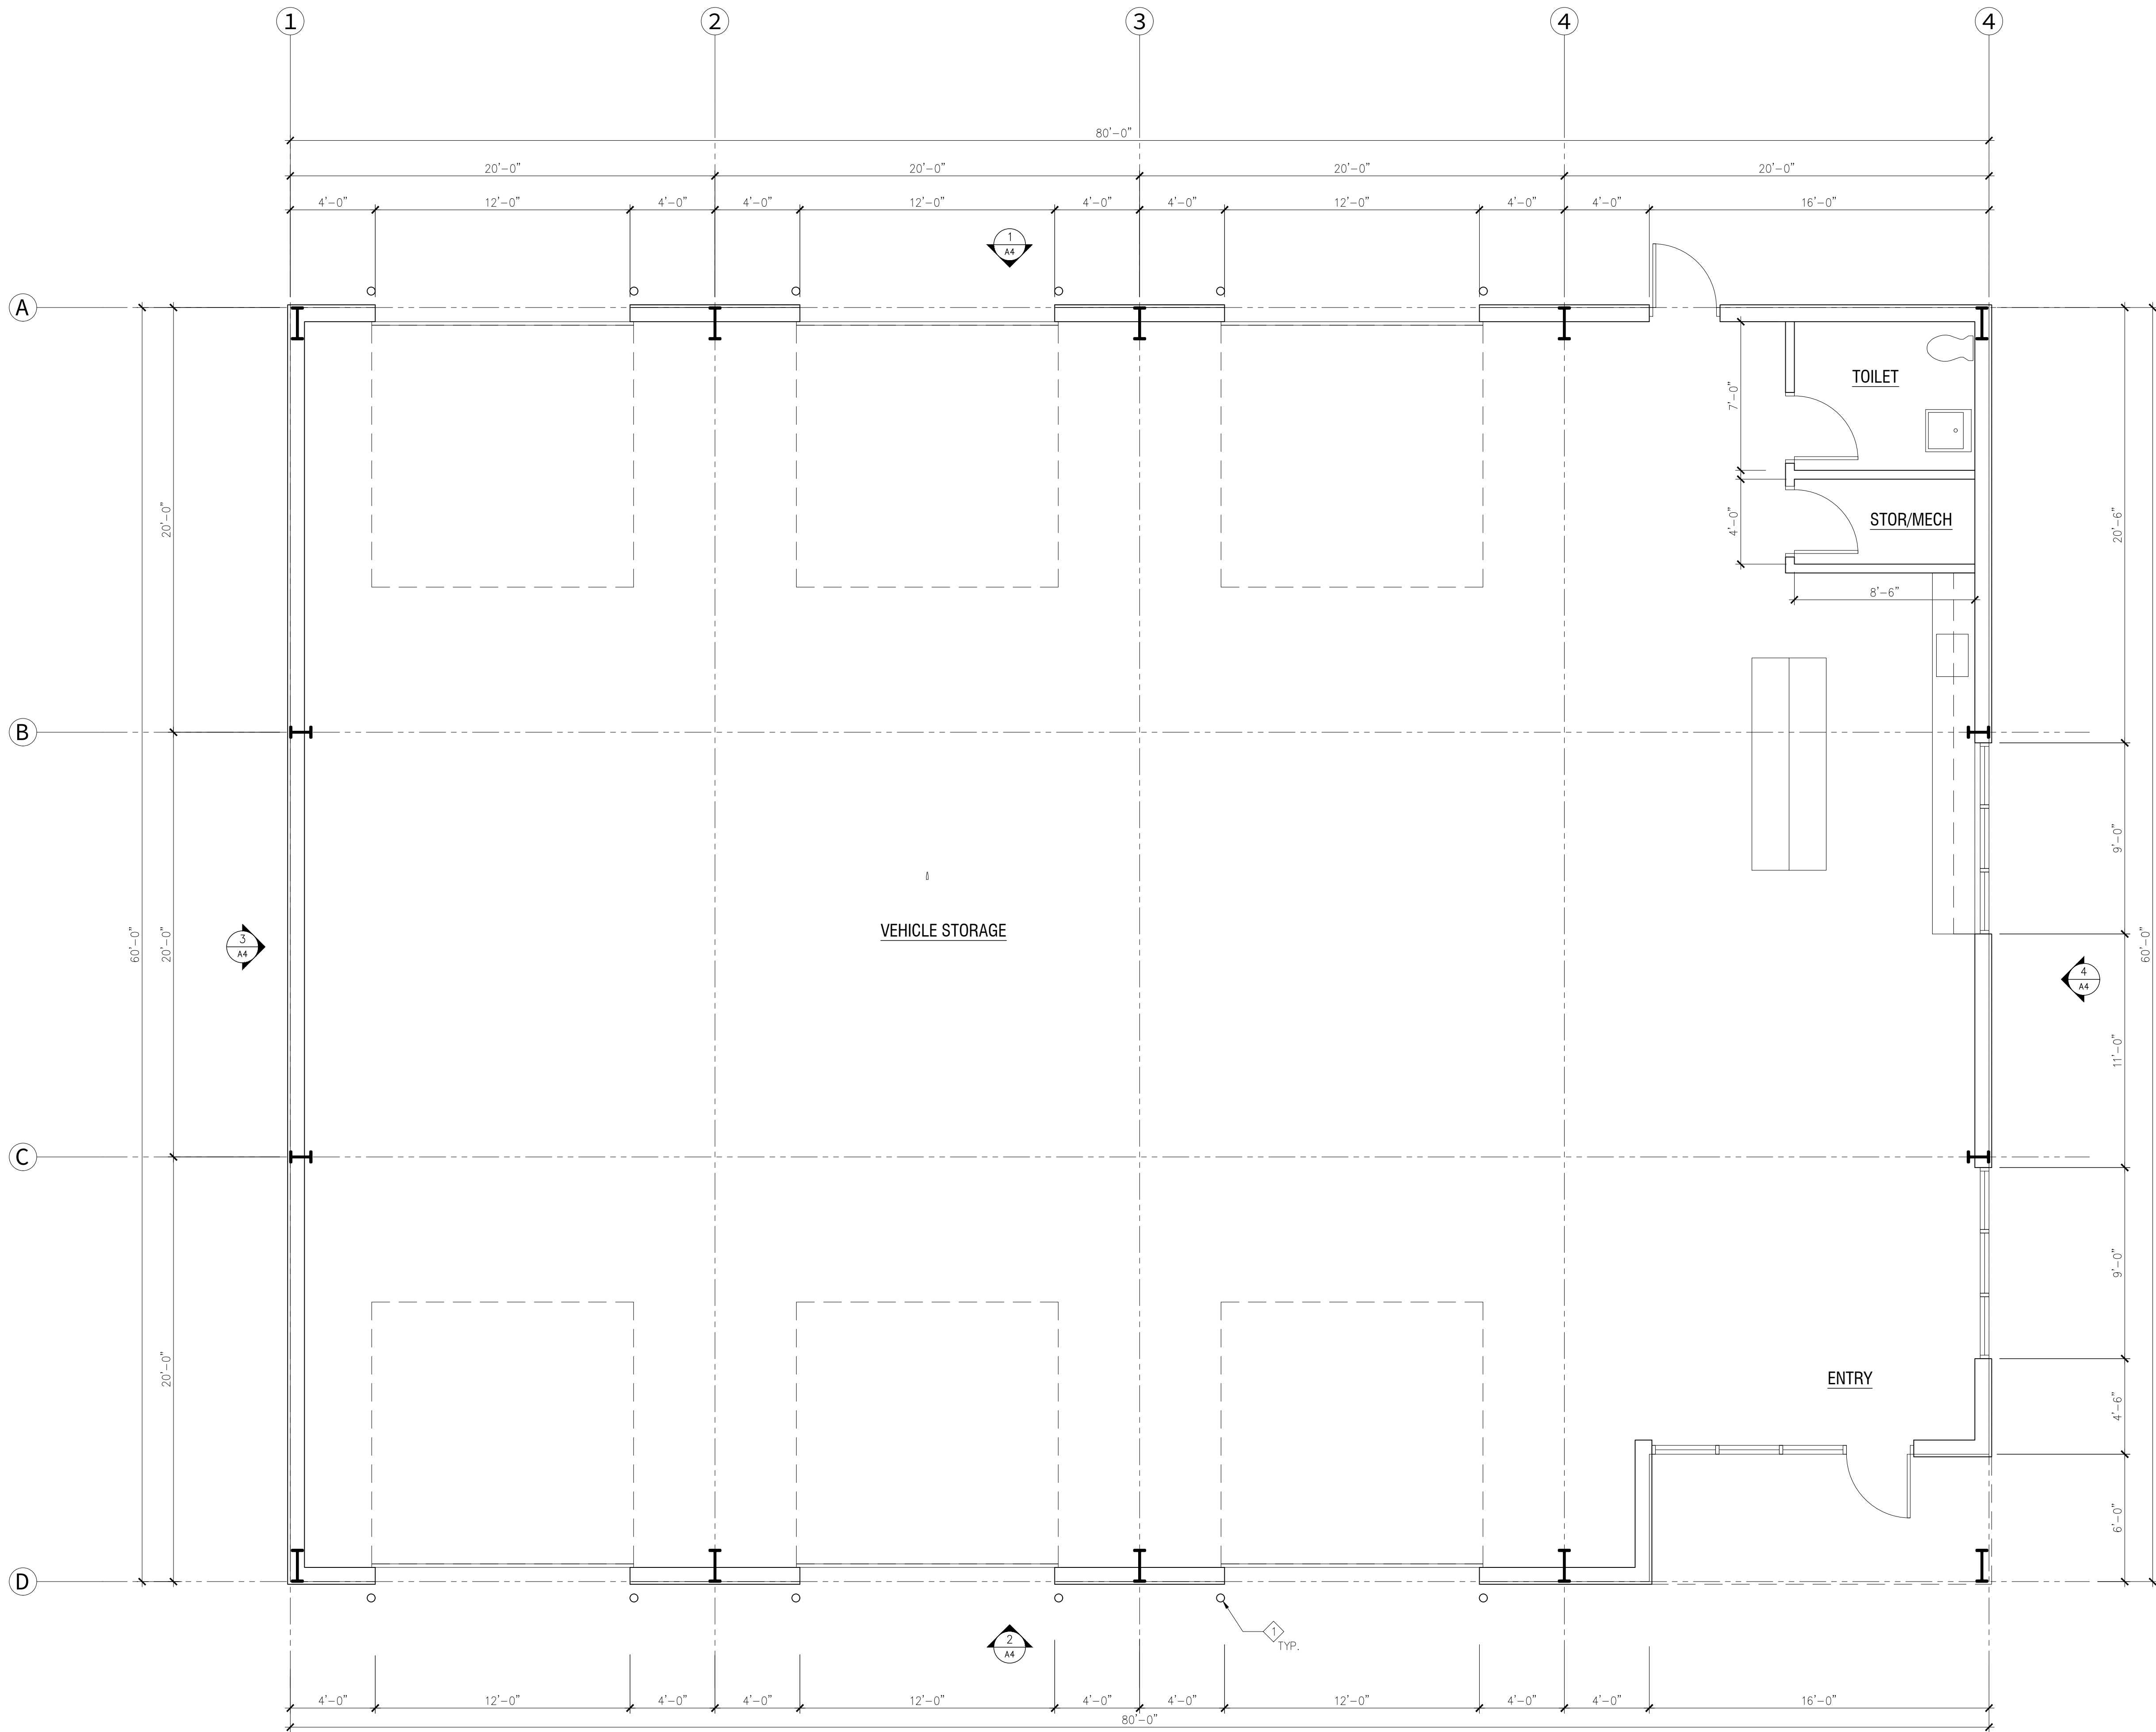 1 2 3 4 4
80'-0"
20'-0" 20'-0" 20'-0" 20'-0"
4'-0" 12'-0" 4'-0" 4'-0" 12'-0" 4'-0" 4'-0" 12'-0" 4'-0" 4'-0" 16'-0"
1
A4
A
TOILET
7'-0"
20'-0"
STOR/MECH
4'-0"
20'-6"
8'-6"
B
9'-0"
VEHICLE STORAGE
3
A4
60'-0"
20'-0"
60'-0"
4
A4
11'-0"
C
9'-0"
20'-0"
ENTRY
4'-6"
6'-0"
D
1
TYP.
2
A4
4'-0" 12'-0" 4'-0" 4'-0" 12'-0" 4'-0" 4'-0" 12'-0" 4'-0" 4'-0" 16'-0"
80'-0"